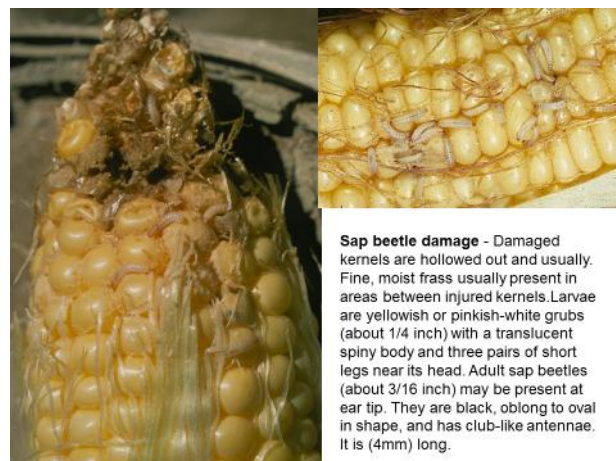 Sap beetle damage - Damaged
kernels are hollowed out and usually.
Fine, moist frass usually present in
areas between injured kernels.Larvae
are yellowish or pinkish-white grubs
(about 1/4 inch) with a translucent
spiny body and three pairs of short
legs near its head. Adult sap beetles
(about 3/16 inch) may be present at
ear tip. They are black, oblong to oval
in shape, and has club-like antennae.
It is (4mm) long.